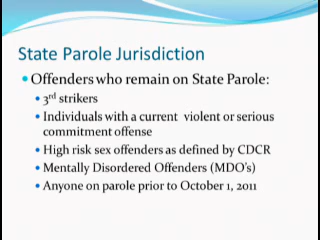 State Parole Jurisdiction
Offenders who remain on State Parole:
3rd strikers
Individuals with a current violent or serious
commitment offense
High risk sex offenders as defined by CDCR
Mentally Disordered Offenders (MDO's)
Anyone on parole prior to October 1, 2011